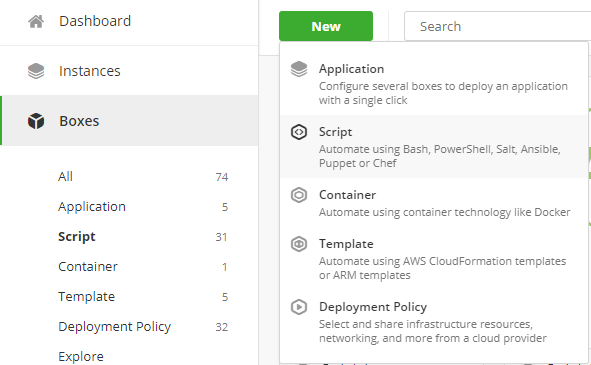 Dashboard
Instances
Boxes
All 74
Application 5
Script 31
Container 1
Template 5
Deployment Policy 32
Explore
New
Search
Application
Configure several boxes to deploy an application
with a single click
Script
Automate using Bash, PowerShell, Salt, Ansible,
Puppet or Chef
Container
Automate using container technology like Docker
Template
Automate using AWS CloudFormation templates
or ARM templates
Deployment Policy
Select and share infrastructure resources,
networking, and more from a cloud provider